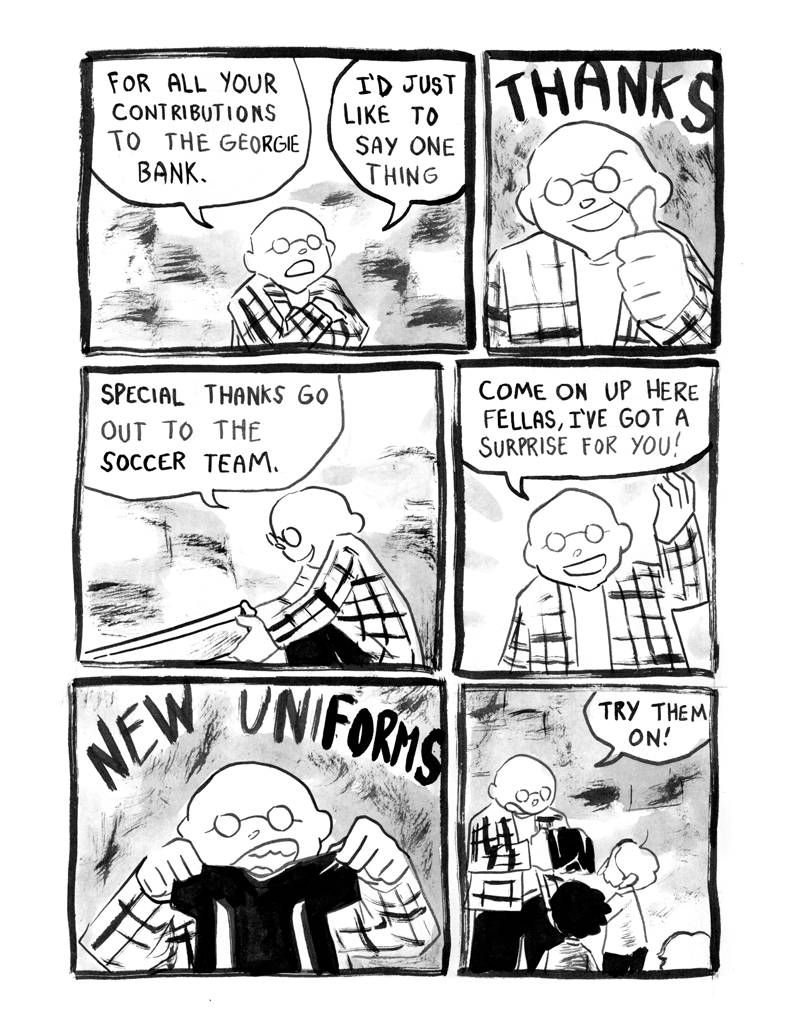 FOR ALL YOUR
CONTRIBUTIONS
TO THE GEORGIE
BANK.
I'D JUST
LIKE TO
SAY ONE
THING
THANKS
SPECIAL THANKS GO
OUT TO THE
SOCCER TEAM.
COME ON UP HERE
FELLAS, I'VE GOT A
SURPRISE FOR YOU!
NEW UNIFORMS
TRY THEM
ON!